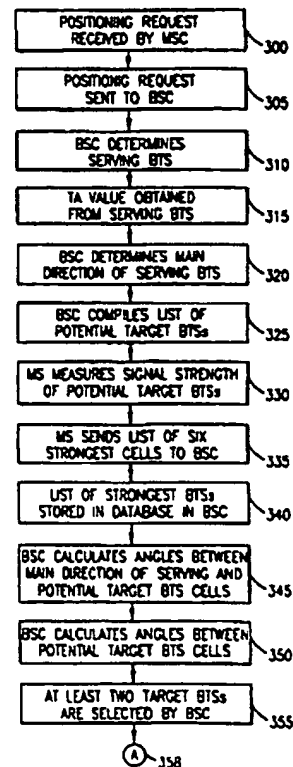 POSITIONING REQUEST
RECEIVED BY MSC
300
POSITIONING REQUEST
SENT TO BSC
305
BSC DETERMINES
SERVING BTS
310
TA VALUE OBTAINED
FROM SERVING BTS
315
BSC DETERMINES MAIN
DIRECTION OF SERVING BTS
320
BSC COMPILES LIST OF
POTENTIAL TARGET BTSs
325
MS MEASURES SIGNAL STRENGTH
OF POTENTIAL TARGET BTSs
330
MS SENDS LIST OF SIX
STRONGEST CELLS TO BSC
335
LIST OF STRONGEST BTSs
STORED IN DATABASE IN BSC
340
BSC CALCULATES ANGLES BETWEEN
MAIN DIRECTION OF SERVING AND
POTENTIAL TARGET BTS CELLS
345
BSC CALCULATES ANGLES BETWEEN
POTENTIAL TARGET BTS CELLS
350
AT LEAST TWO TARGET BTSs
ARE SELECTED BY BSC
355
A
358